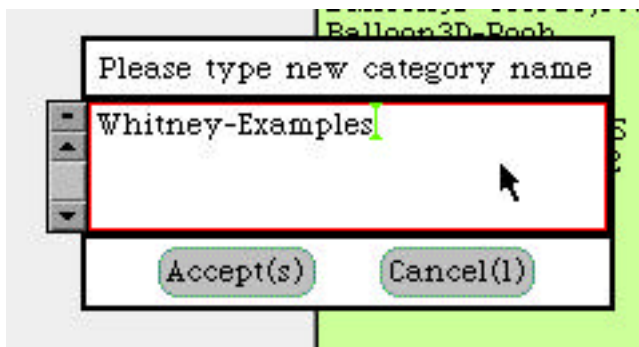 Balloon3D-Pooh
Please type new category name
Whitney-Examples
Accept(s)
Cancel(l)